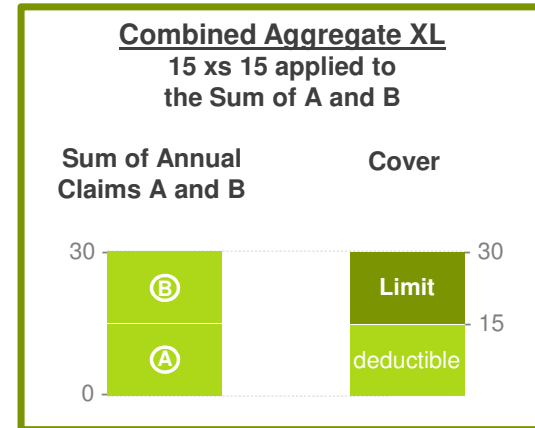 Combined Aggregate XL
15 xs 15 applied to
the Sum of A and B
Sum of Annual
Claims A and B
Cover
30
B
A
0
Limit
deductible
30
15